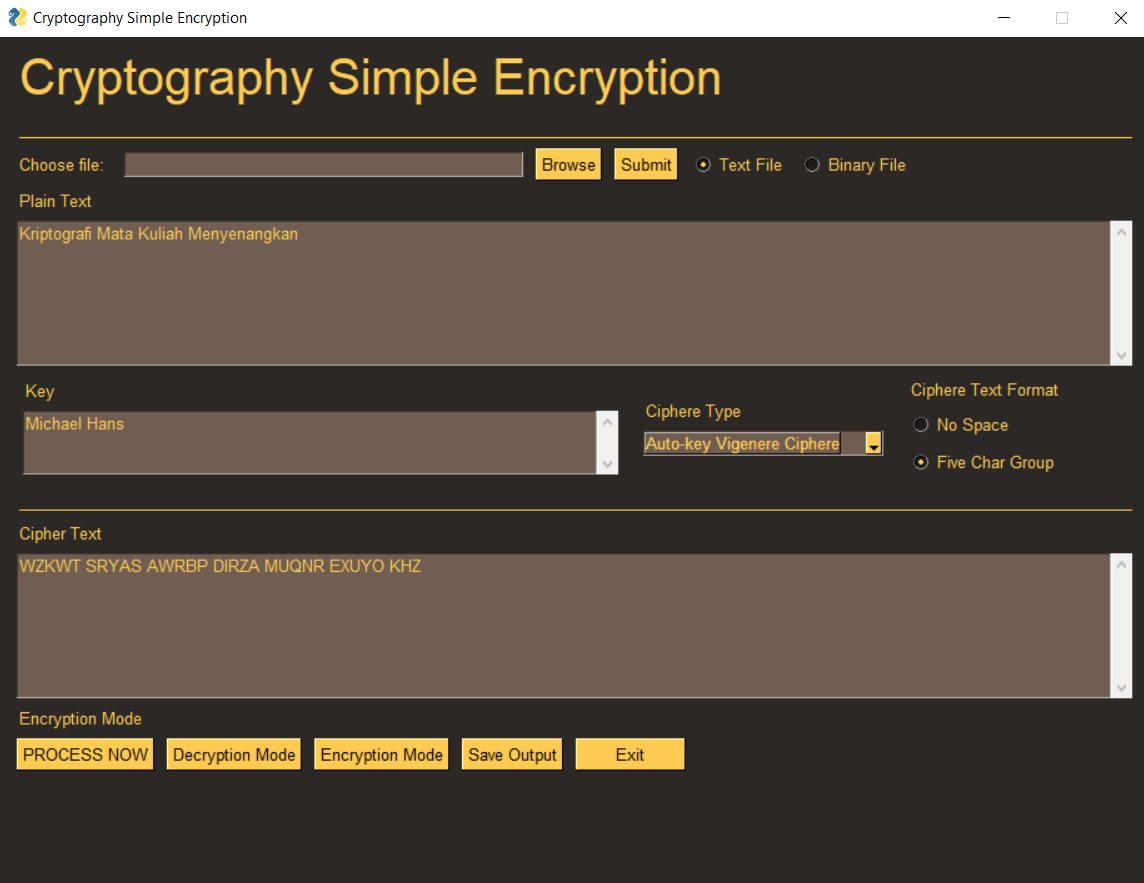 Cryptography Simple Encryption
Cryptography Simple Encryption
Choose file: Browse Submit Text File Binary File
Plain Text
Kriptografi Mata Kuliah Menyenangkan
Key
Michael Hans
Ciphere Type
Auto-key Vigenere Ciphere
Ciphere Text Format
No Space
Five Char Group
Cipher Text
WZKWT SRYAS AWRBP DIRZA MUQNR EXUYO KHZ
Encryption Mode
PROCESS NOW Decryption Mode Encryption Mode Save Output Exit